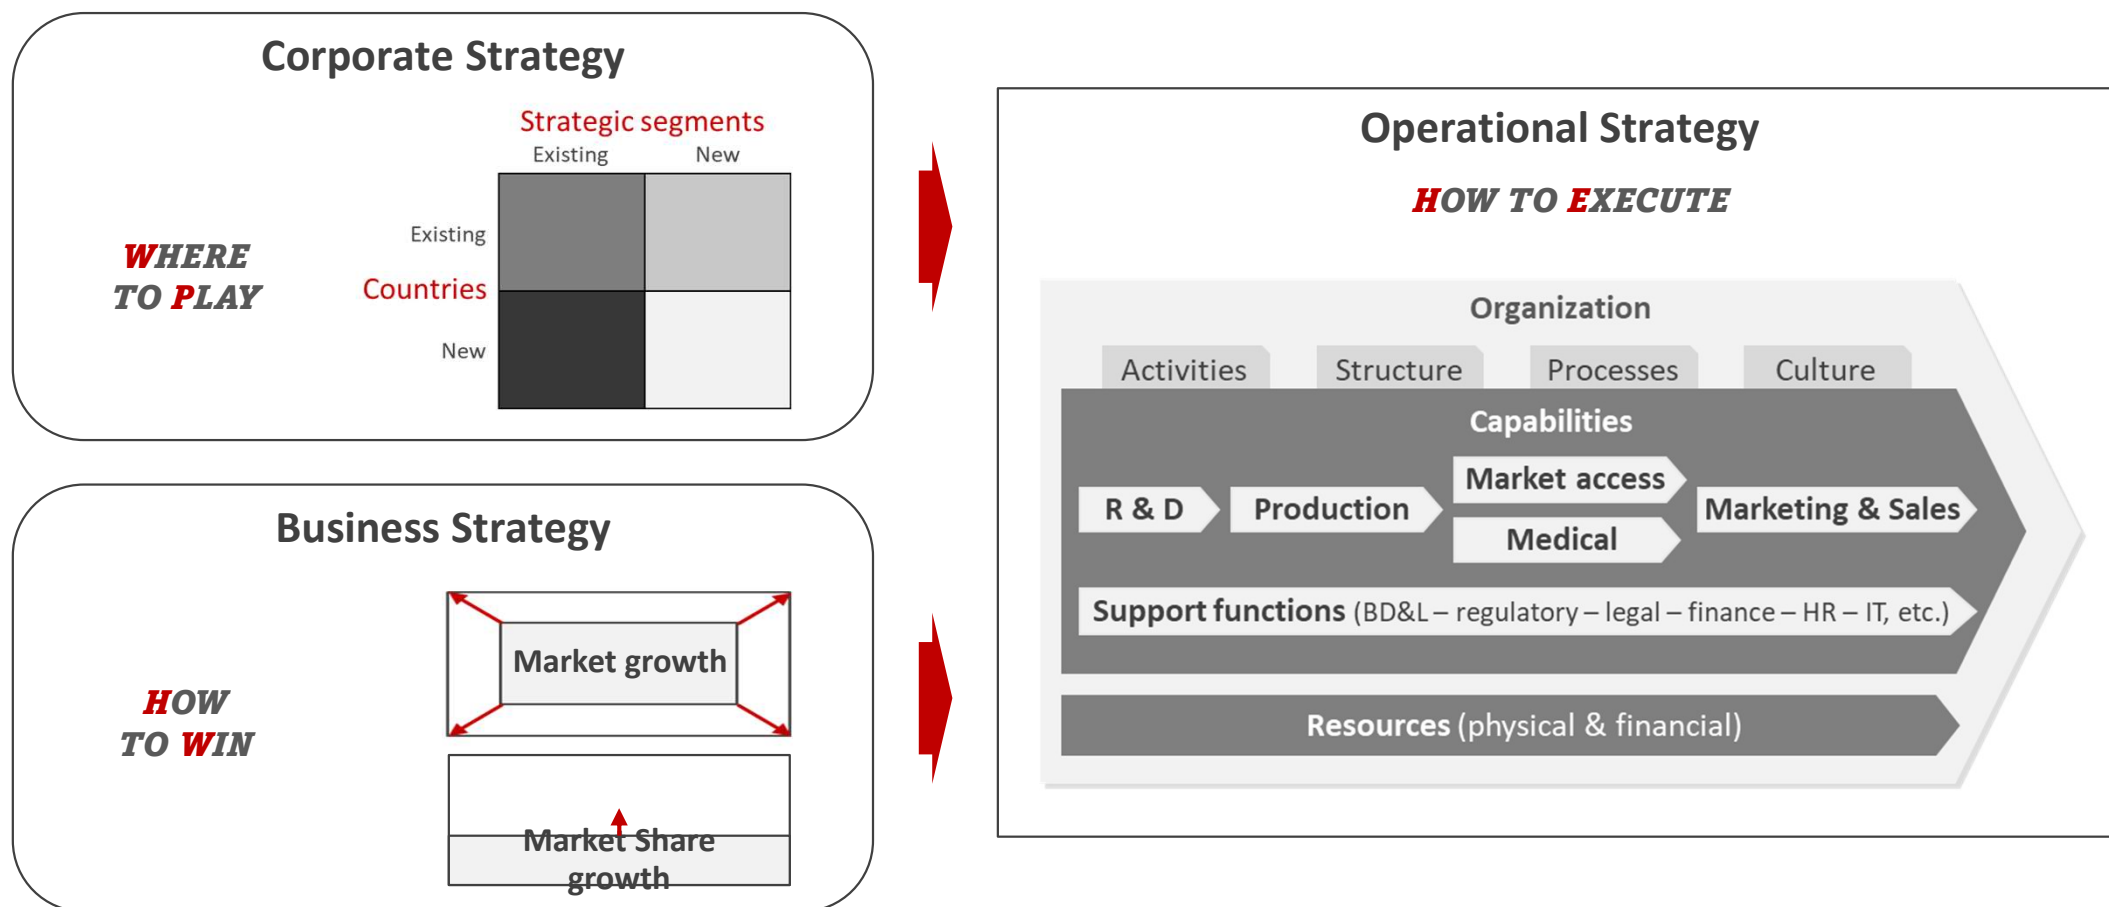 Corporate Strategy
Strategic segments
Existing New
Existing
WHERE
TO PLAY
Countries
New
Business Strategy
Market growth
HOW
TO WIN
Market Share
growth
Operational Strategy
HOW TO EXECUTE
Organization
Activities Structure Processes Culture
Capabilities
R & D Production Market access Marketing & Sales
Medical
Support functions (BD&L – regulatory – legal – finance – HR – IT, etc.)
Resources (physical & financial)